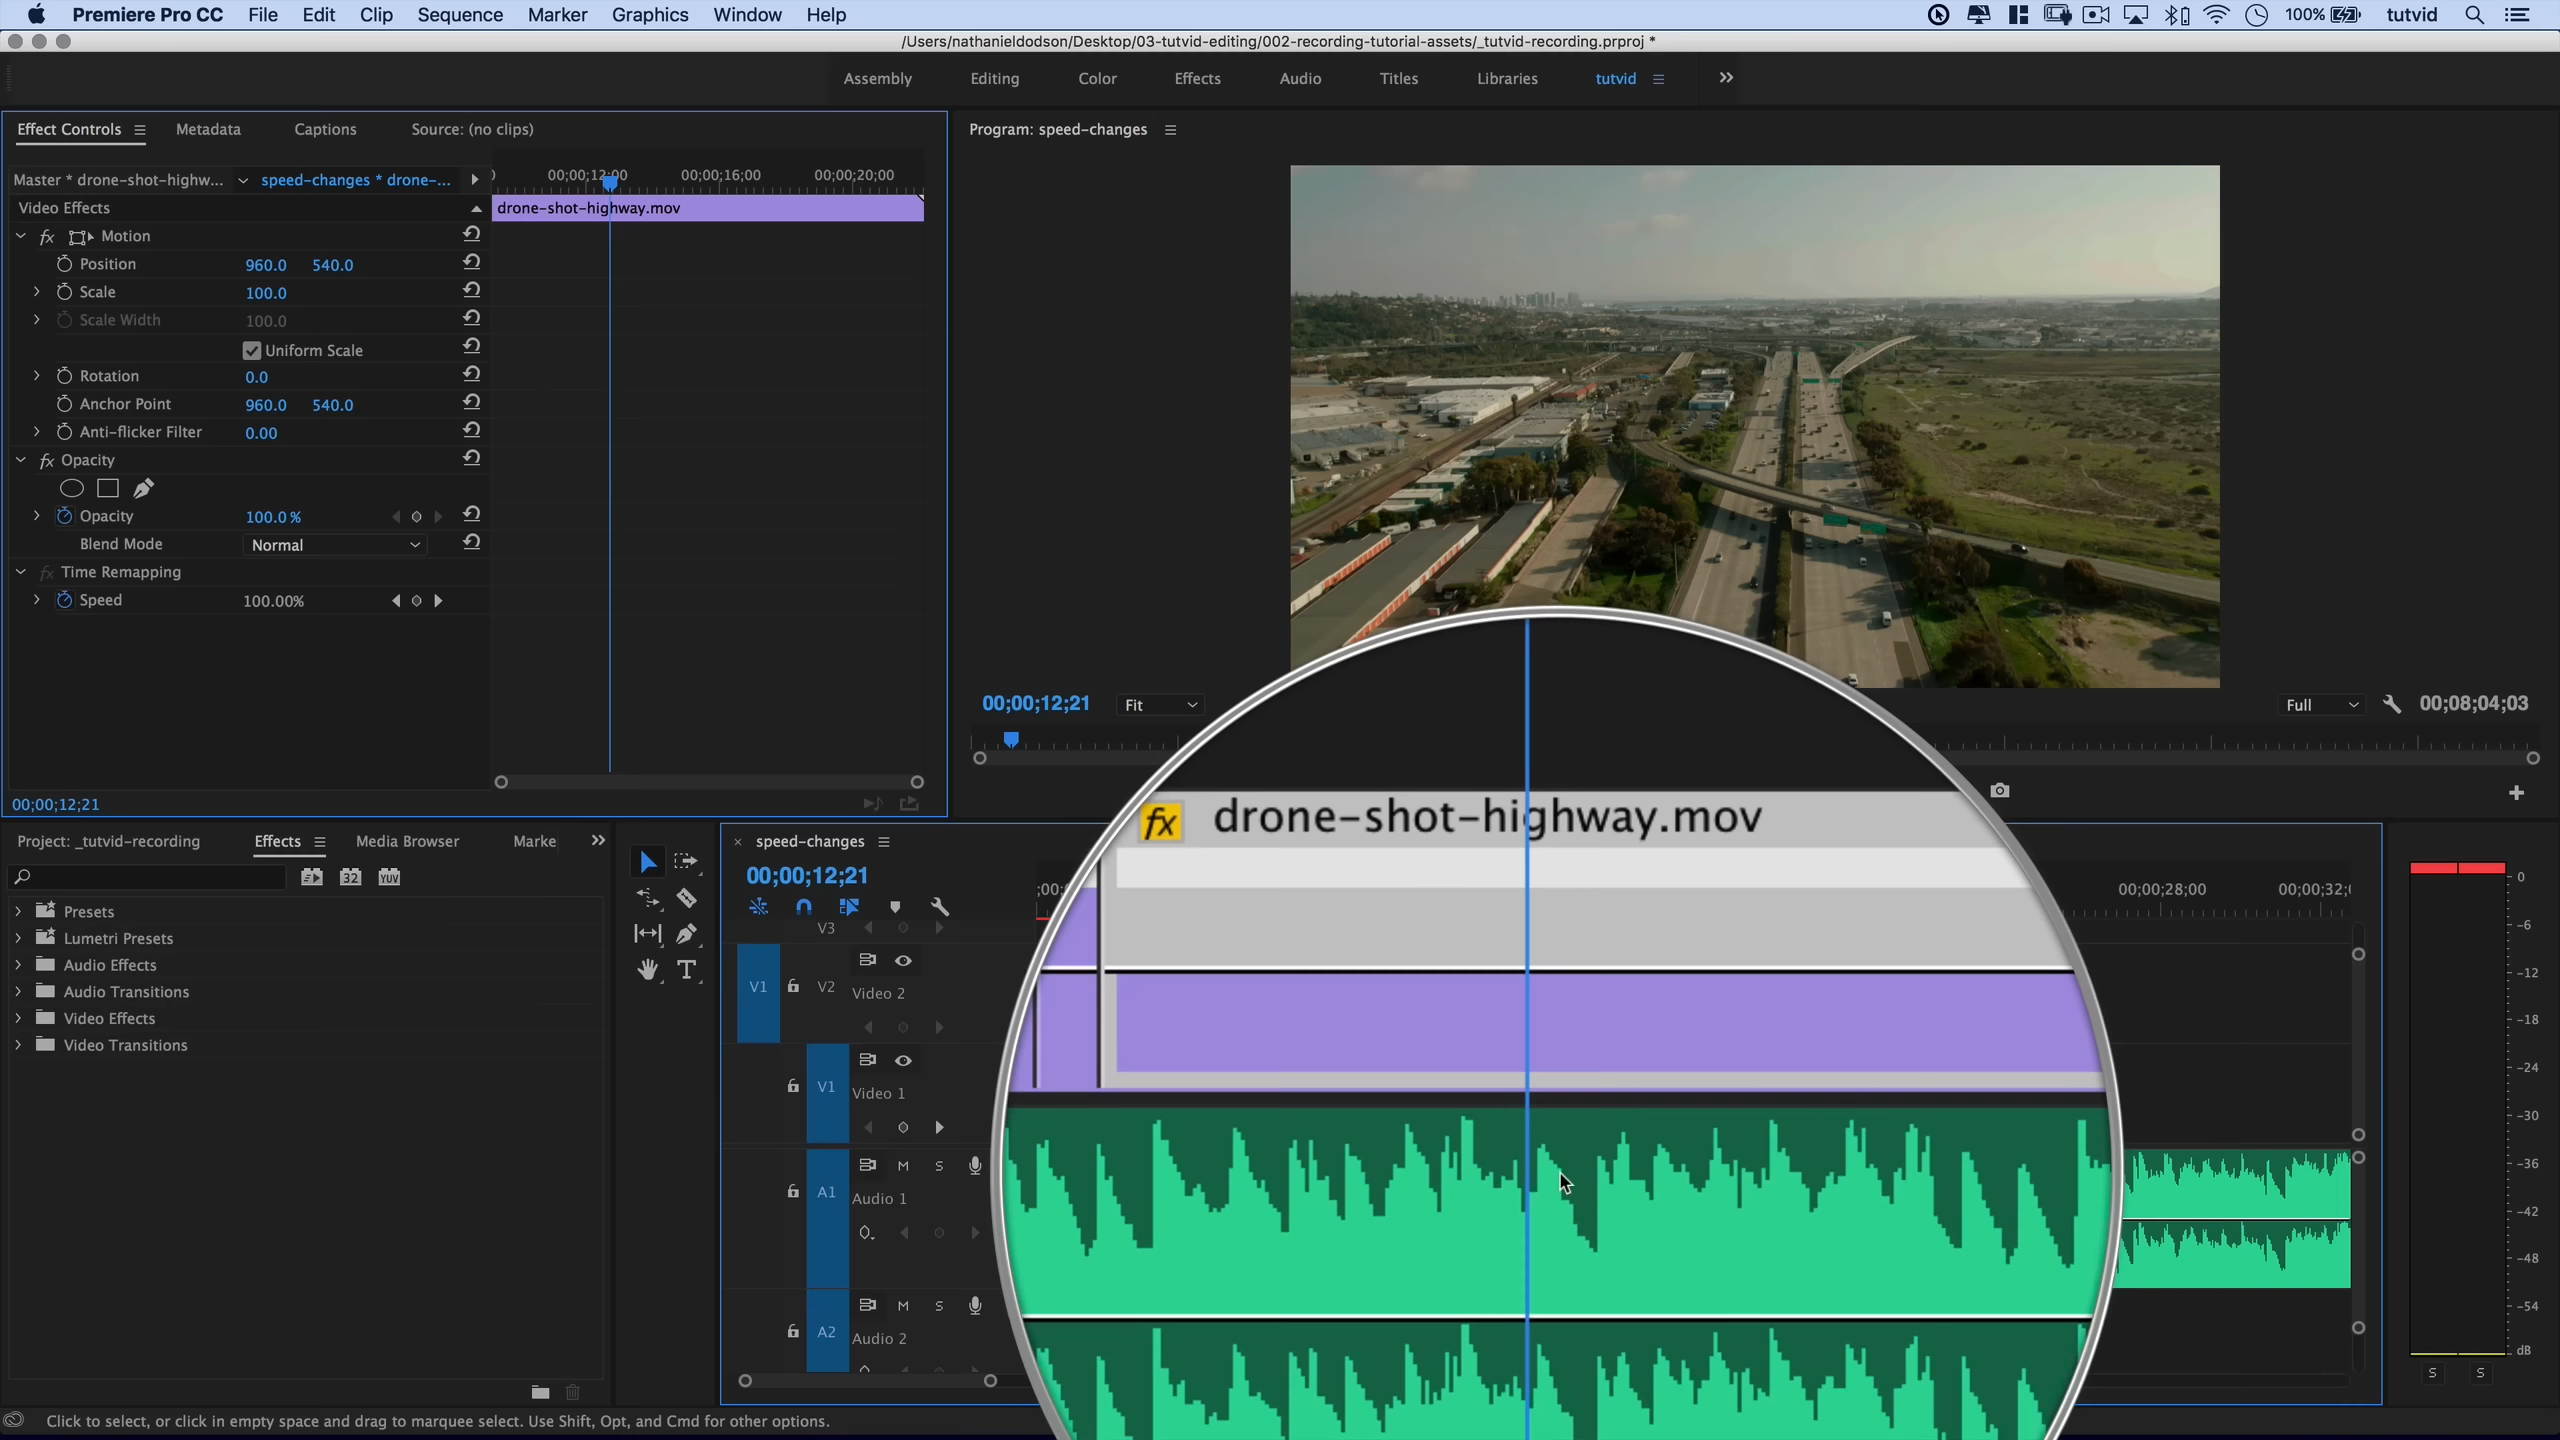 Premiere Pro CC File Edit Clip Sequence Marker Graphics Window Help 100% tutvid
/Users/nathanieldodson/Desktop/03-tutvid-editing/002-recording-tutorial-assets/_tutvid-recording.prproj *
Assembly Editing Color Effects Audio Titles Libraries tutvid
Effect Controls Metadata Captions Source: (no clips)
Program: speed-changes
Master * drone-shot-highw... speed-changes * drone-...
00;00;12;00 00;00;16;00 00;00;20;00
Video Effects
drone-shot-highway.mov
fx Motion
Position 960.0 540.0
Scale 100.0
Scale Width 100.0
Uniform Scale
Rotation 0.0
Anchor Point 960.0 540.0
Anti-flicker Filter 0.00
fx Opacity
Opacity 100.0 %
Blend Mode Normal
fx Time Remapping
Speed 100.00%
00;00;12;21
00;00;12;21 Fit
Full 00;08;04;03
Project: _tutvid-recording Effects Media Browser Marke
32 YUV
Presets
Lumetri Presets
Audio Effects
Audio Transitions
Video Effects
Video Transitions
speed-changes
00;00;12;21
;00;
00;00;28;00 00;00;32;
fx drone-shot-highway.mov
V3
V1 V2 Video 2
V1 Video 1
A1 M S
Audio 1
A2 M S
Audio 2
0
-6
-12
-18
-24
-30
-36
-42
-48
-54
dB
S S
Click to select, or click in empty space and drag to marquee select. Use Shift, Opt, and Cmd for other options.